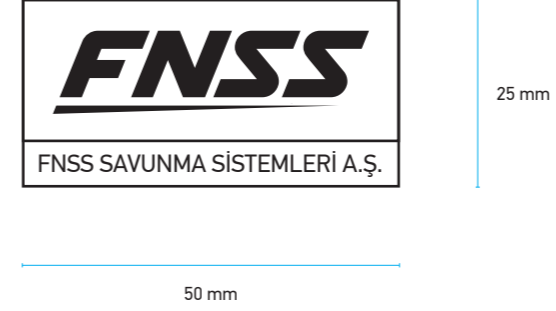 FNSS
25 mm
FNSS SAVUNMA SİSTEMLERİ A.Ş.
50 mm